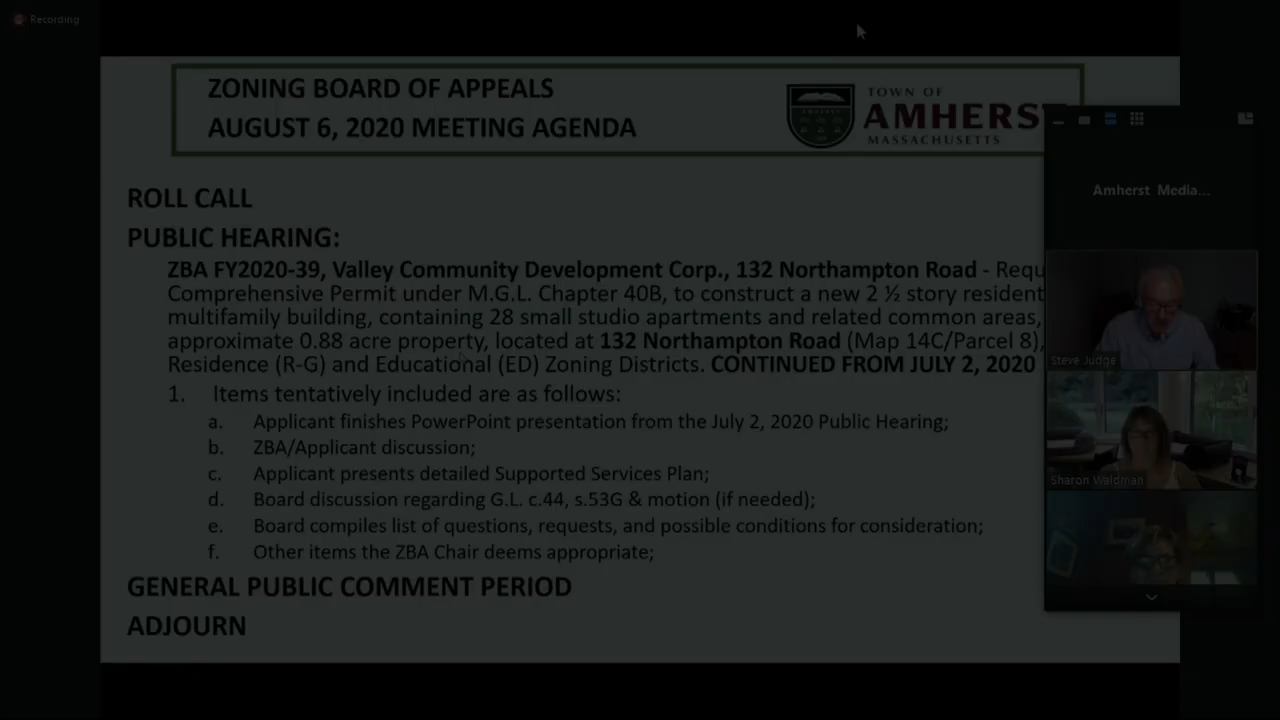 Recording
ZONING BOARD OF APPEALS
AUGUST 6, 2020 MEETING AGENDA
TOWN OF
AMHERST
MASSACHUSETTS
Amherst Media...
ROLL CALL
PUBLIC HEARING:
ZBA FY2020-39, Valley Community Development Corp., 132 Northampton Road - Requ
Comprehensive Permit under M.G.L. Chapter 40B, to construct a new 2 ½ story resident
multifamily building, containing 28 small studio apartments and related common areas,
approximate 0.88 acre property, located at 132 Northampton Road (Map 14C/Parcel 8),
Residence (R-G) and Educational (ED) Zoning Districts. CONTINUED FROM JULY 2, 2020
1. Items tentatively included are as follows:
a. Applicant finishes PowerPoint presentation from the July 2, 2020 Public Hearing;
b. ZBA/Applicant discussion;
c. Applicant presents detailed Supported Services Plan;
d. Board discussion regarding G.L. c.44, s.53G & motion (if needed);
e. Board compiles list of questions, requests, and possible conditions for consideration;
f. Other items the ZBA Chair deems appropriate;
GENERAL PUBLIC COMMENT PERIOD
ADJOURN
Steve Judge
Sharon Waldman